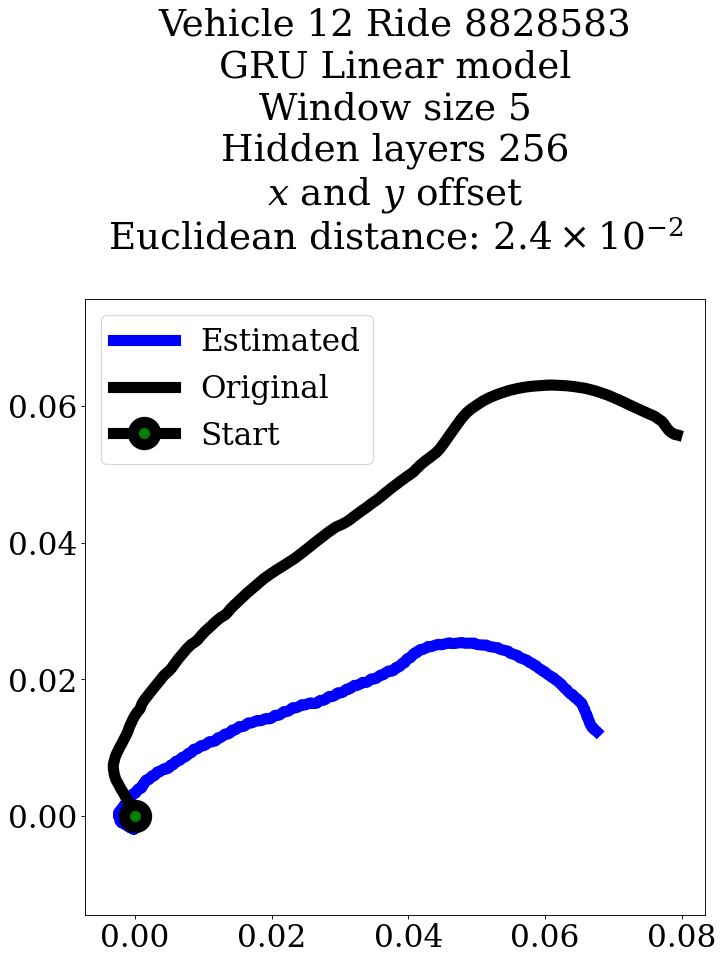 Vehicle 12 Ride 8828583
GRU Linear model
Window size 5
Hidden layers 256
x and y offset
Euclidean distance: 2.4 × 10⁻²
Estimated
Original
Start
0.06
0.04
0.02
0.00
0.00 0.02 0.04 0.06 0.08